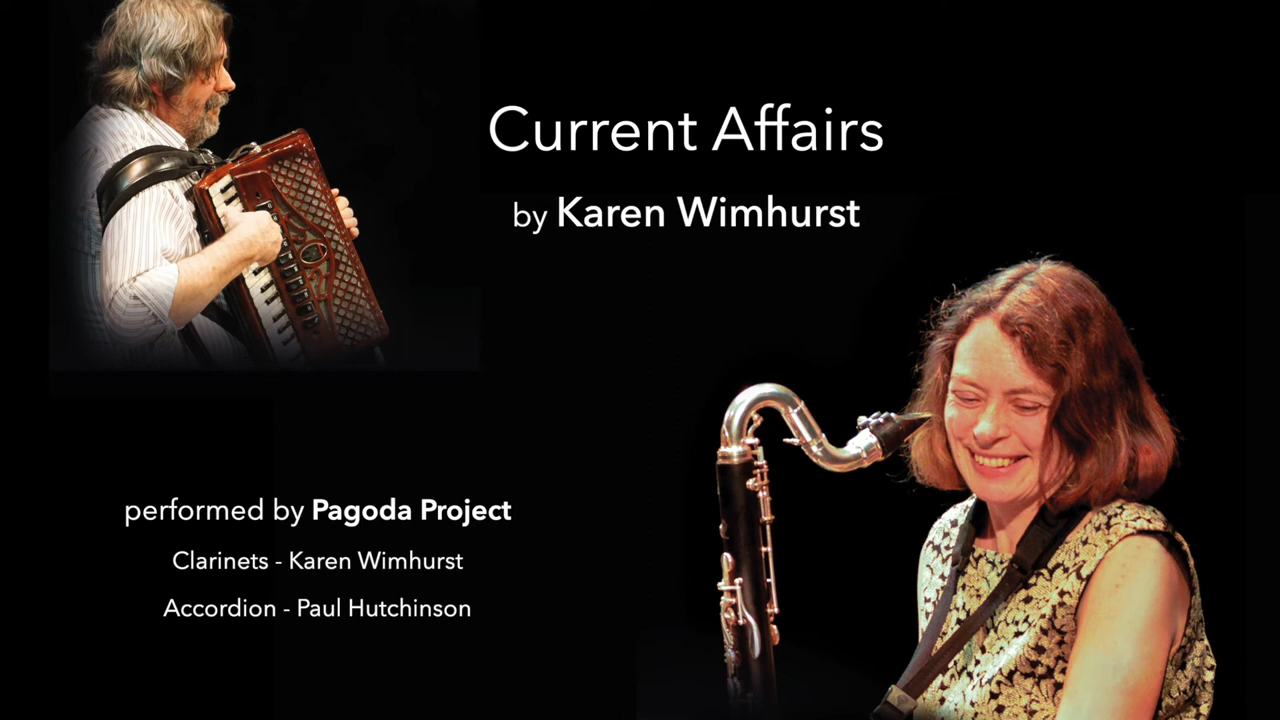 Current Affairs
by Karen Wimhurst
performed by Pagoda Project
Clarinets - Karen Wimhurst
Accordion - Paul Hutchinson